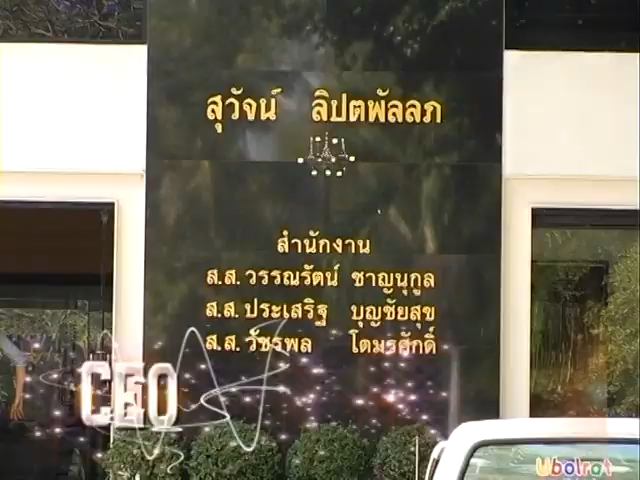 สุวัจน์ ลิปตพัลลภ
สำนักงาน
ส.ส. วรรณรัตน์ ชาญนุกูล
ส.ส. ประเสริฐ บุญชัยสุข
ส.ส. วัชรพล โตมรศักดิ์
CEO
Ubolrat